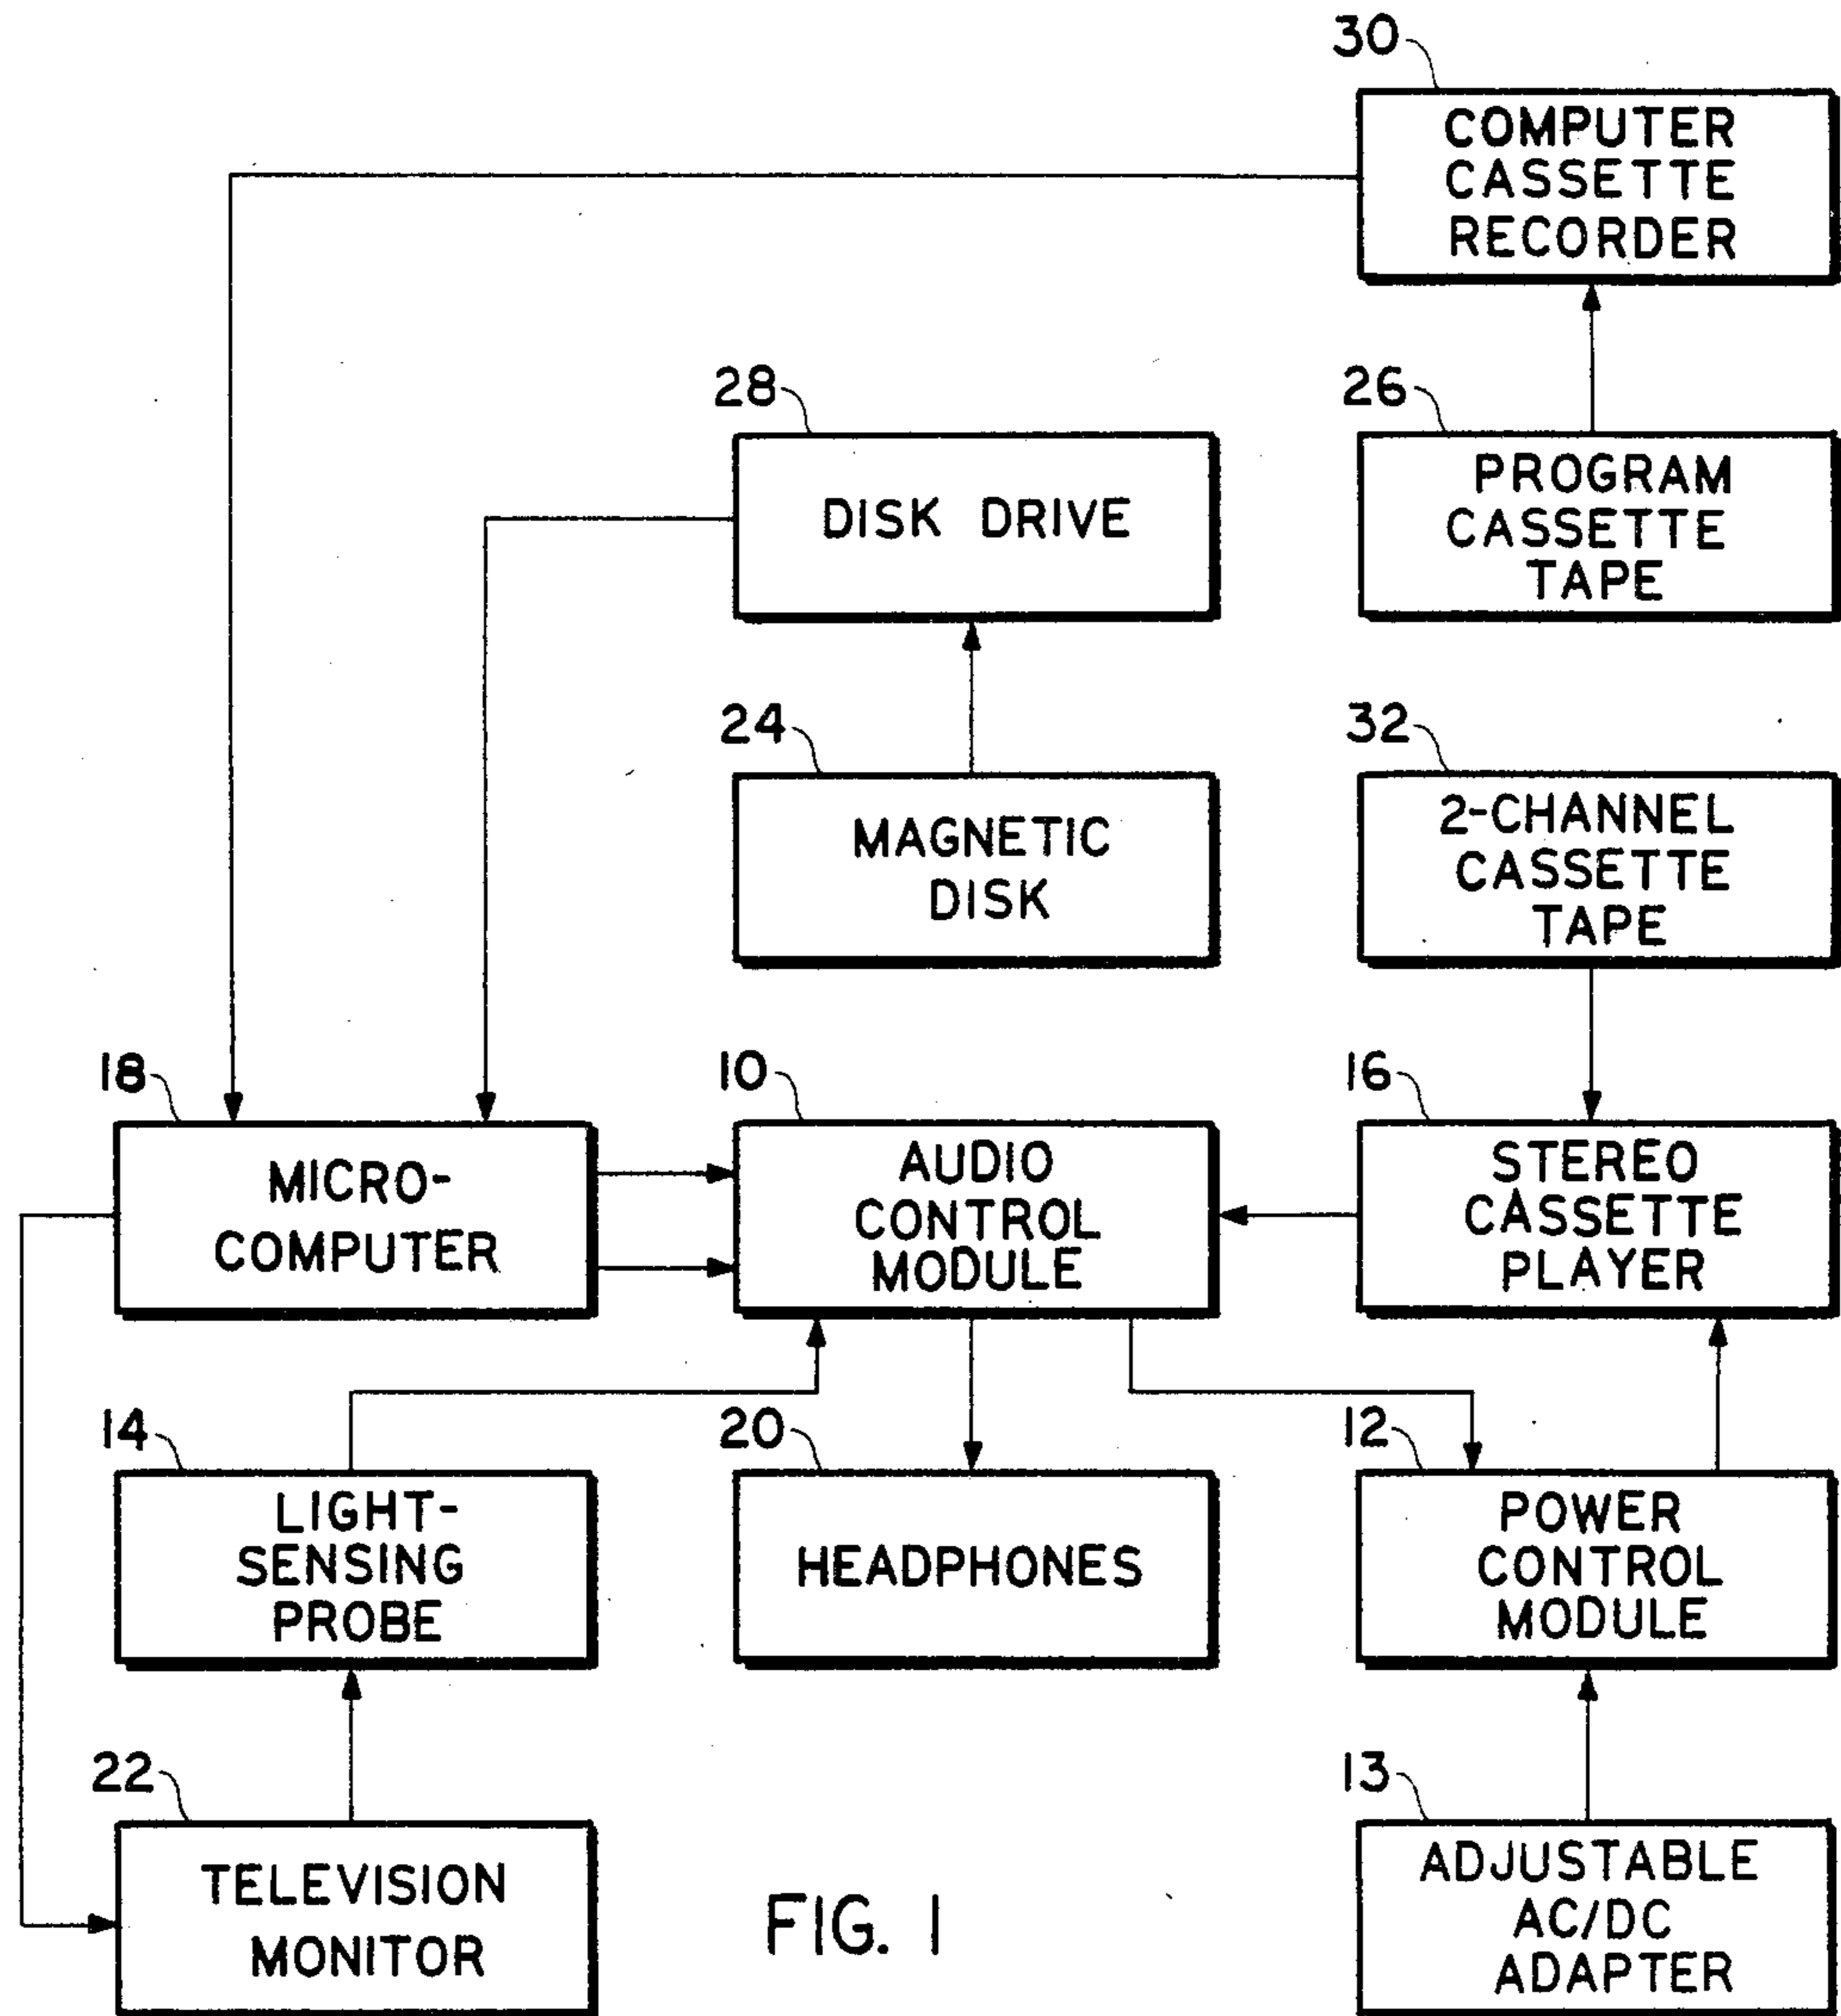 30
COMPUTER
CASSETTE
RECORDER
28
26
DISK DRIVE
PROGRAM
CASSETTE
TAPE
24
32
MAGNETIC
DISK
2-CHANNEL
CASSETTE
TAPE
18
10
16
MICRO-
COMPUTER
AUDIO
CONTROL
MODULE
STEREO
CASSETTE
PLAYER
14
20
12
LIGHT-
SENSING
PROBE
HEADPHONES
POWER
CONTROL
MODULE
22
13
TELEVISION
MONITOR
FIG. 1
ADJUSTABLE
AC/DC
ADAPTER